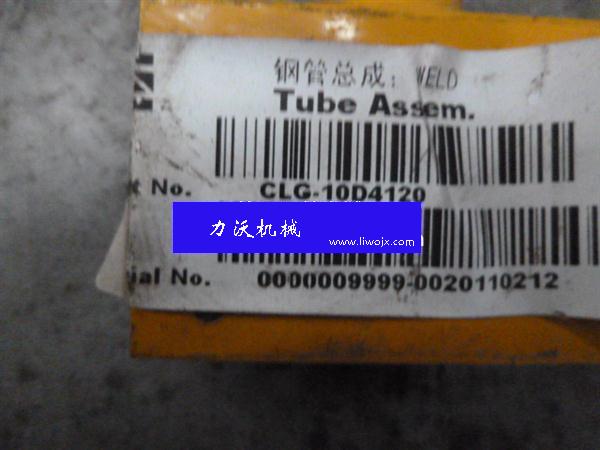 钢管总成：WELD
Tube Assem.
No. CLG-10D4120
力沃机械
www.liwojx.com
ial No. 0000009999-0020110212